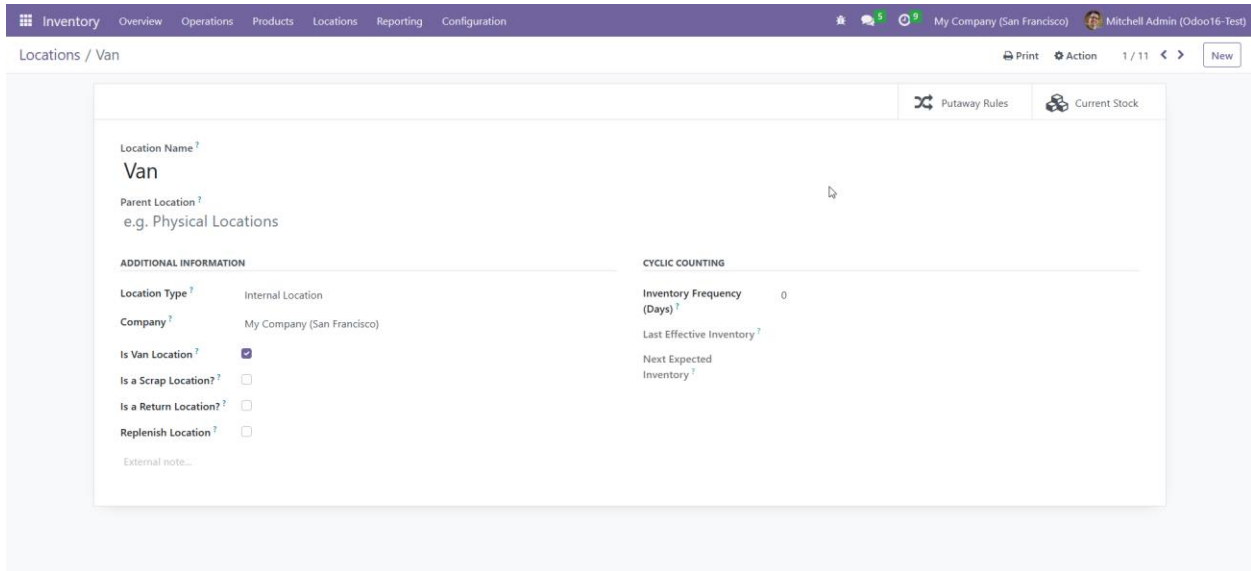 Inventory Overview Operations Products Locations Reporting Configuration 5 9 My Company (San Francisco) Mitchell Admin (Odoo16-Test)
Locations / Van Print Action 1 / 11 New
Putaway Rules Current Stock
Location Name ?
Van
Parent Location ?
e.g. Physical Locations
ADDITIONAL INFORMATION
Location Type ? Internal Location
Company ? My Company (San Francisco)
Is Van Location ?
Is a Scrap Location? ?
Is a Return Location? ?
Replenish Location ?
External note...
CYCLIC COUNTING
Inventory Frequency 0
(Days) ?
Last Effective Inventory ?
Next Expected
Inventory ?